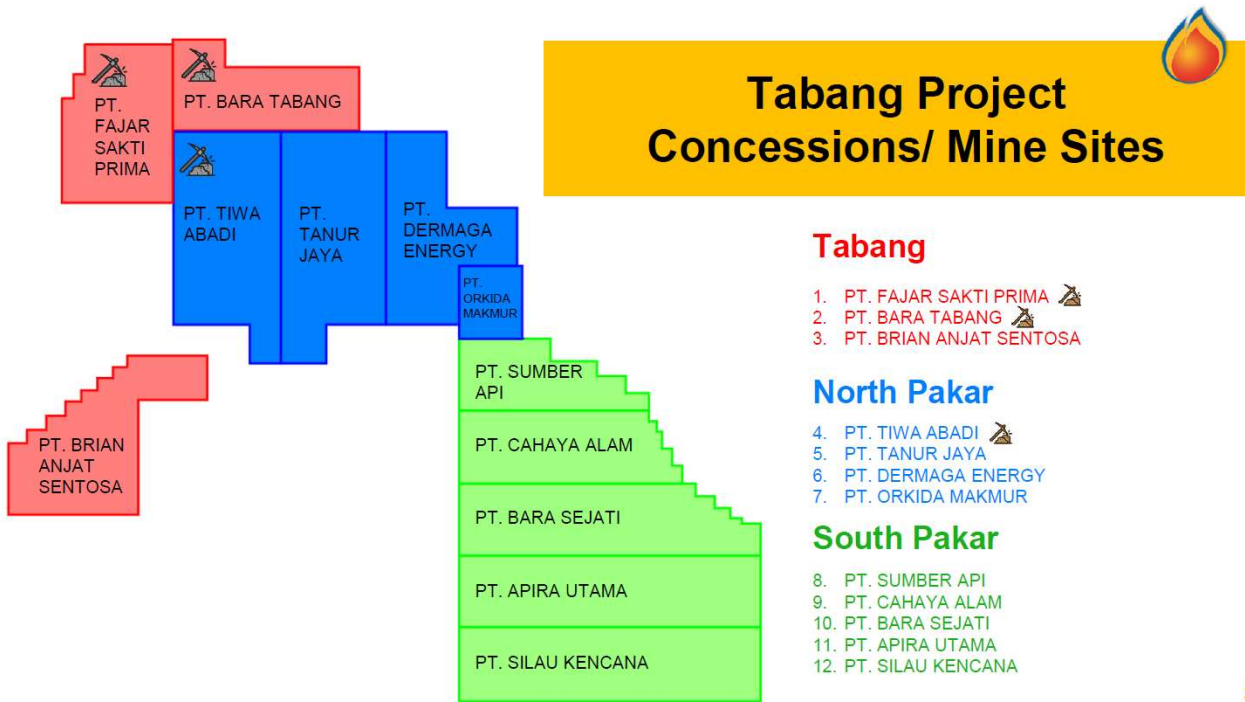 Tabang Project
Concessions/ Mine Sites
PT.
FAJAR
SAKTI
PRIMA
PT. BARA TABANG
PT. TIWA
ABADI
PT.
TANUR
JAYA
PT.
DERMAGA
ENERGY
PT.
ORKIDA
MAKMUR
PT. BRIAN
ANJAT
SENTOSA
PT. SUMBER
API
PT. CAHAYA ALAM
PT. BARA SEJATI
PT. APIRA UTAMA
PT. SILAU KENCANA
Tabang
1. PT. FAJAR SAKTI PRIMA
2. PT. BARA TABANG
3. PT. BRIAN ANJAT SENTOSA
North Pakar
4. PT. TIWA ABADI
5. PT. TANUR JAYA
6. PT. DERMAGA ENERGY
7. PT. ORKIDA MAKMUR
South Pakar
8. PT. SUMBER API
9. PT. CAHAYA ALAM
10. PT. BARA SEJATI
11. PT. APIRA UTAMA
12. PT. SILAU KENCANA